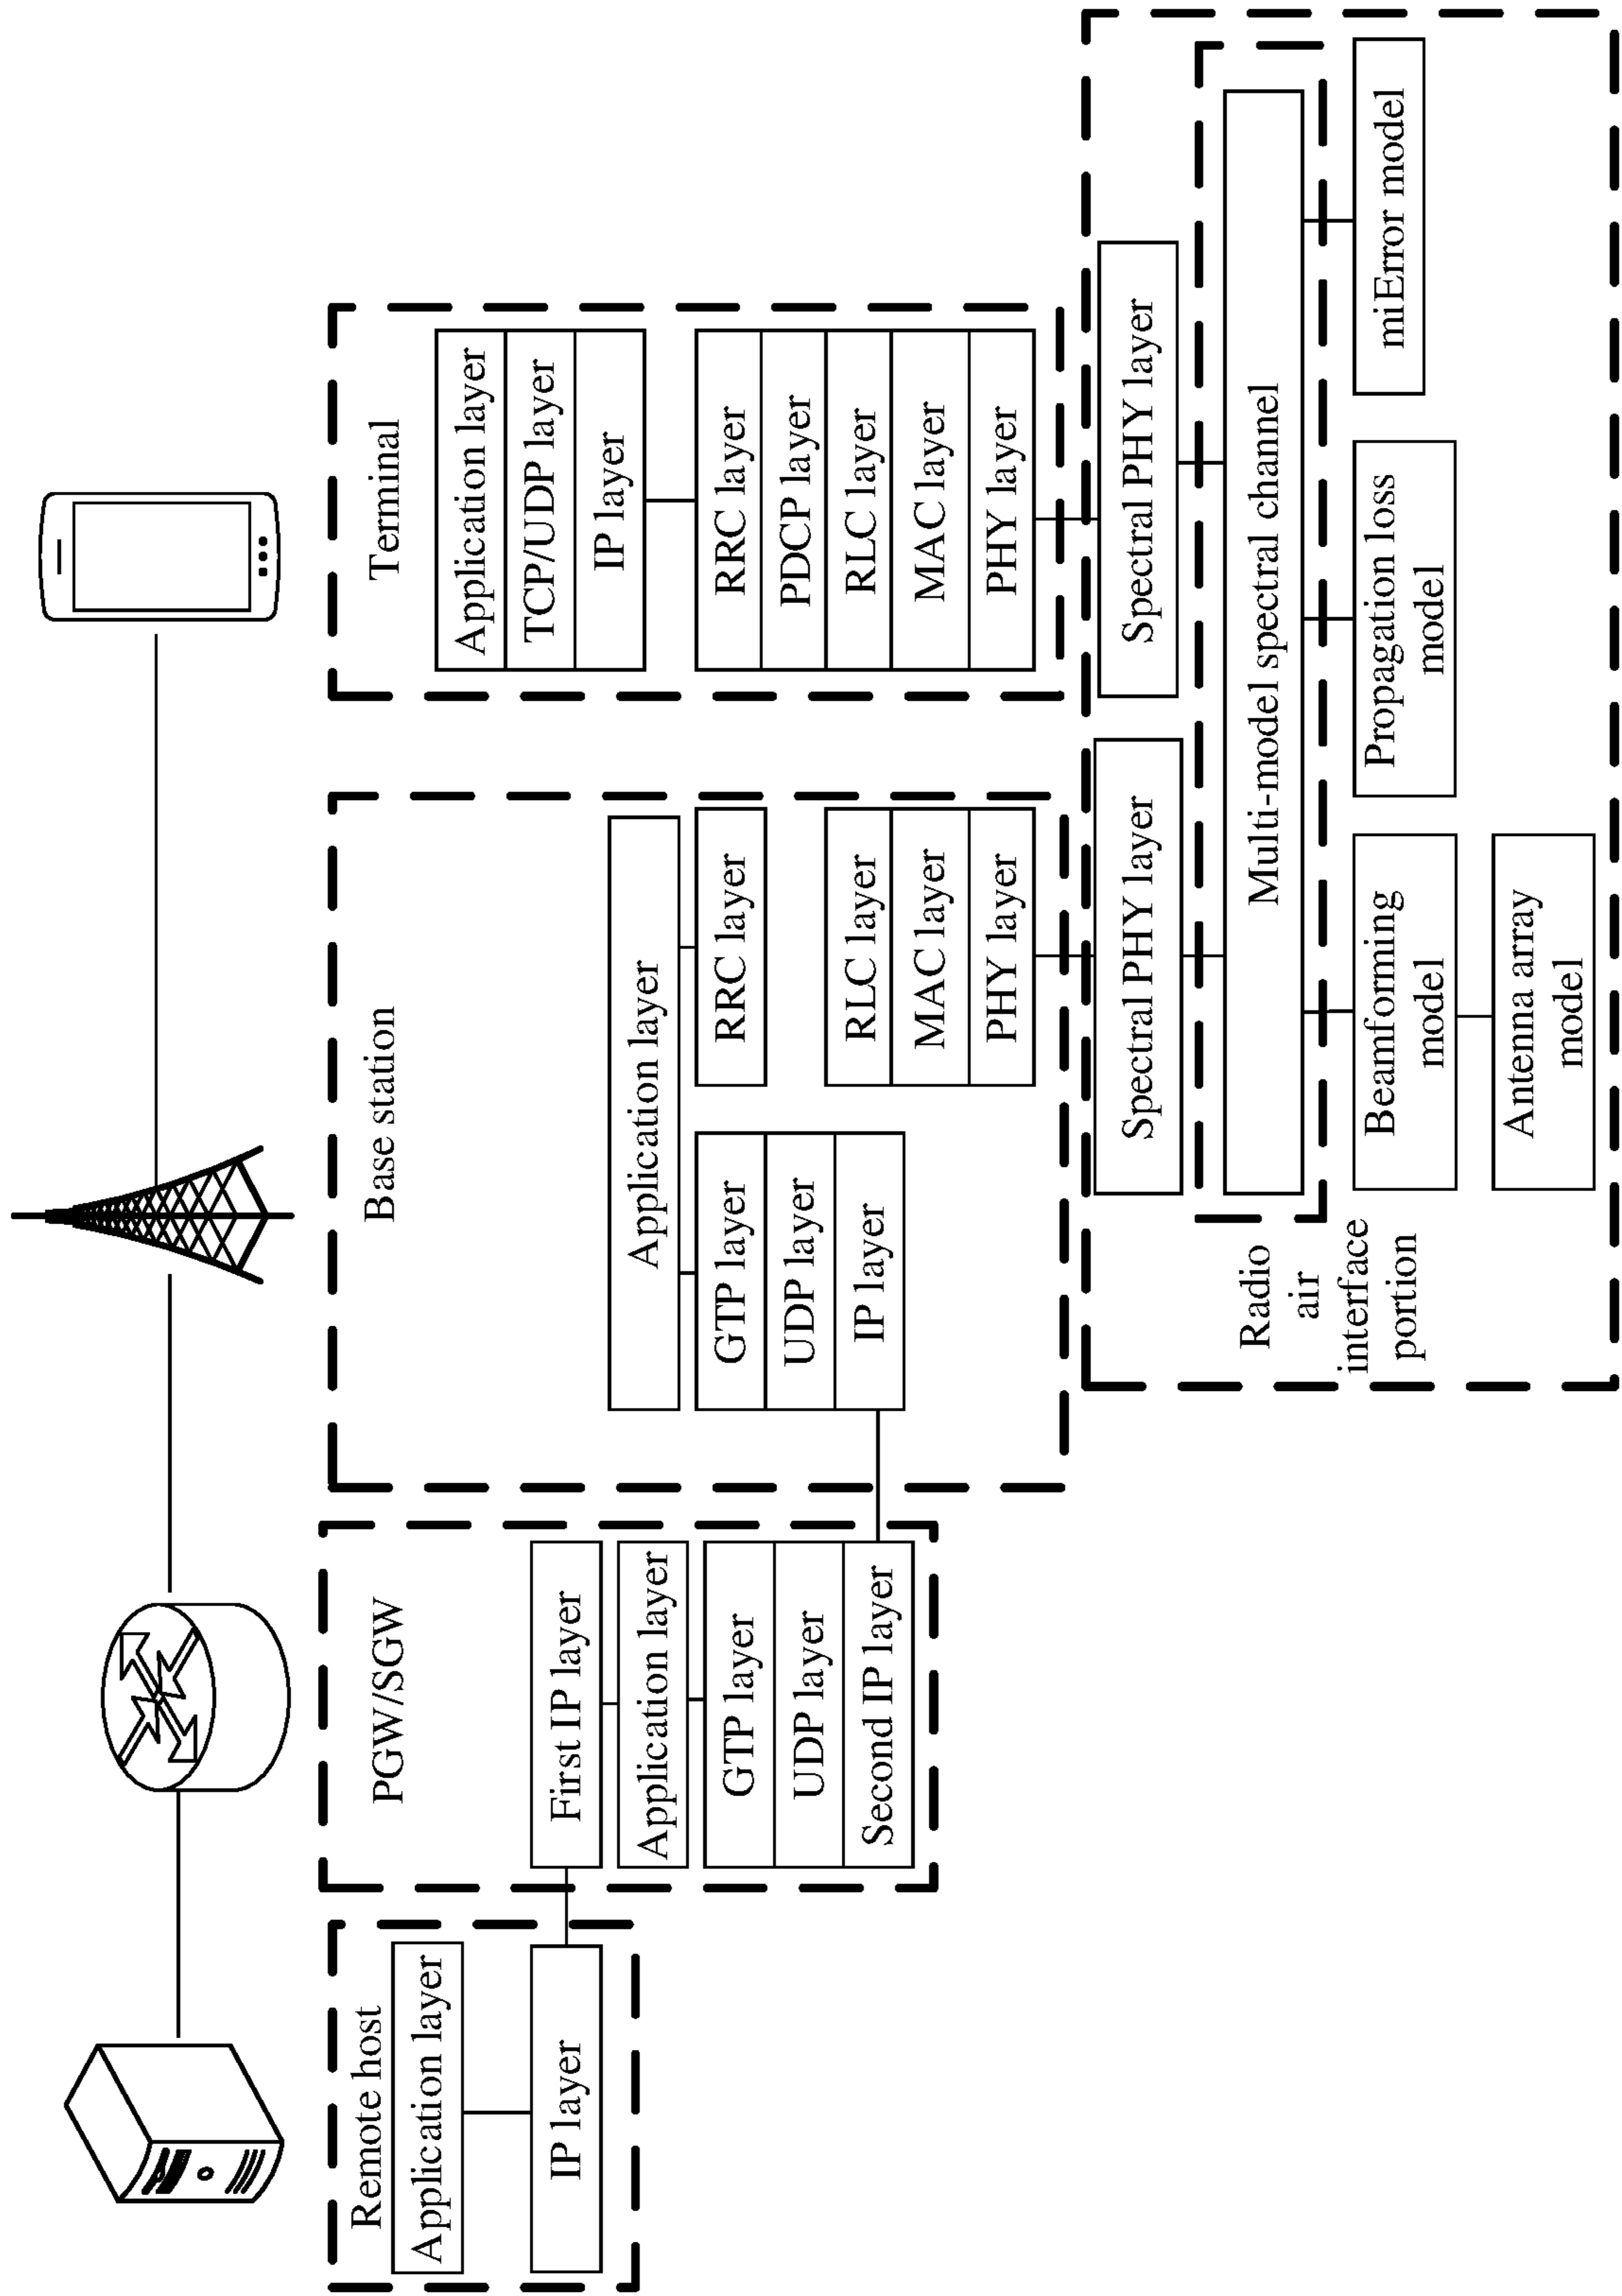 Remote host
Application layer
IP layer
PGW/SGW
First IP layer
Application layer
GTP layer
UDP layer
Second IP layer
Base station
Application layer
GTP layer
UDP layer
IP layer
RRC layer
RLC layer
MAC layer
PHY layer
Terminal
Application layer
TCP/UDP layer
IP layer
RRC layer
PDCP layer
RLC layer
MAC layer
PHY layer
Radio
air
interface
portion
Spectral PHY layer
Spectral PHY layer
Multi-model spectral channel
Beamforming
model
Propagation loss
model
miError model
Antenna array
model